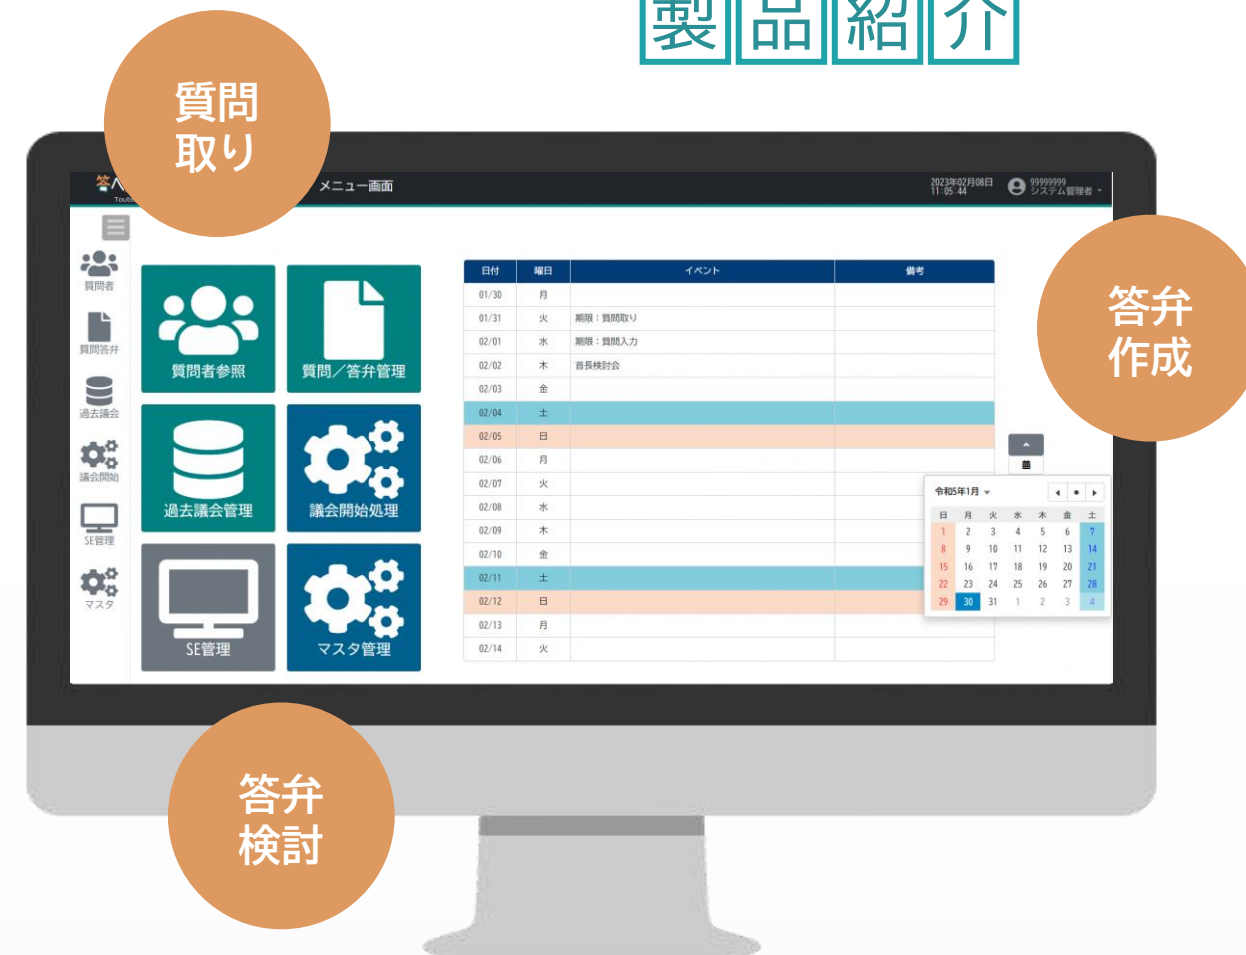 製品紹介
質問
取り
答弁
作成
答弁
検討
メニュー画面
2023年02月08日
11:05:44
99999999
システム管理者
質問者
質問答弁
過去議会
議会開始
SE管理
マスタ
質問者参照
質問／答弁管理
過去議会管理
議会開始処理
SE管理
マスタ管理
日付 曜日 イベント 備考
01/30 月
01/31 火 期限：質問取り
02/01 水 期限：質問入力
02/02 木 首長検討会
02/03 金
02/04 土
02/05 日
02/06 月
02/07 火
02/08 水
02/09 木
02/10 金
02/11 土
02/12 日
02/13 月
02/14 火
令和5年1月
日 月 火 水 木 金 土
1 2 3 4 5 6 7
8 9 10 11 12 13 14
15 16 17 18 19 20 21
22 23 24 25 26 27 28
29 30 31 1 2 3 4